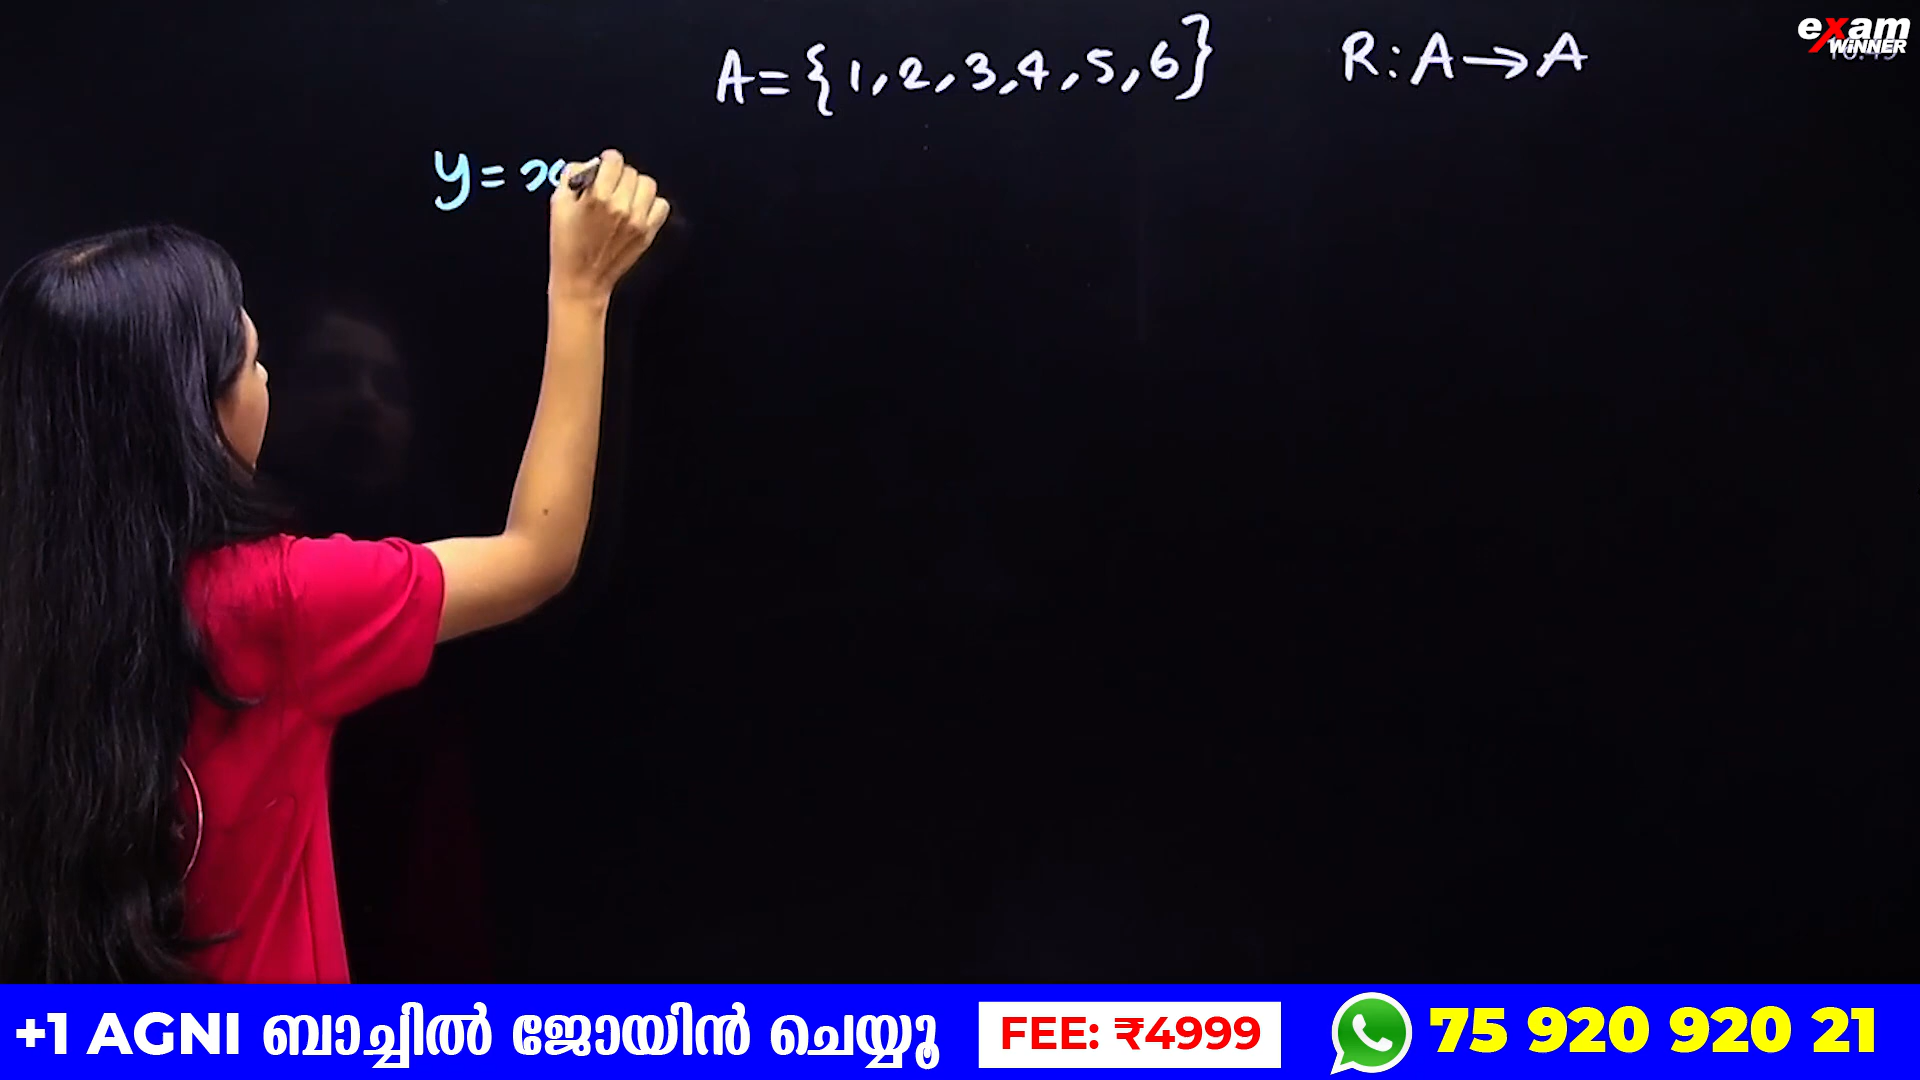 A={1,2,3,4,5,6} R:A→A
exam
WINNER
y=x
+1 AGNI ബാച്ചിൽ ജോയിൻ ചെയ്യൂ FEE: ₹4999 75 920 920 21